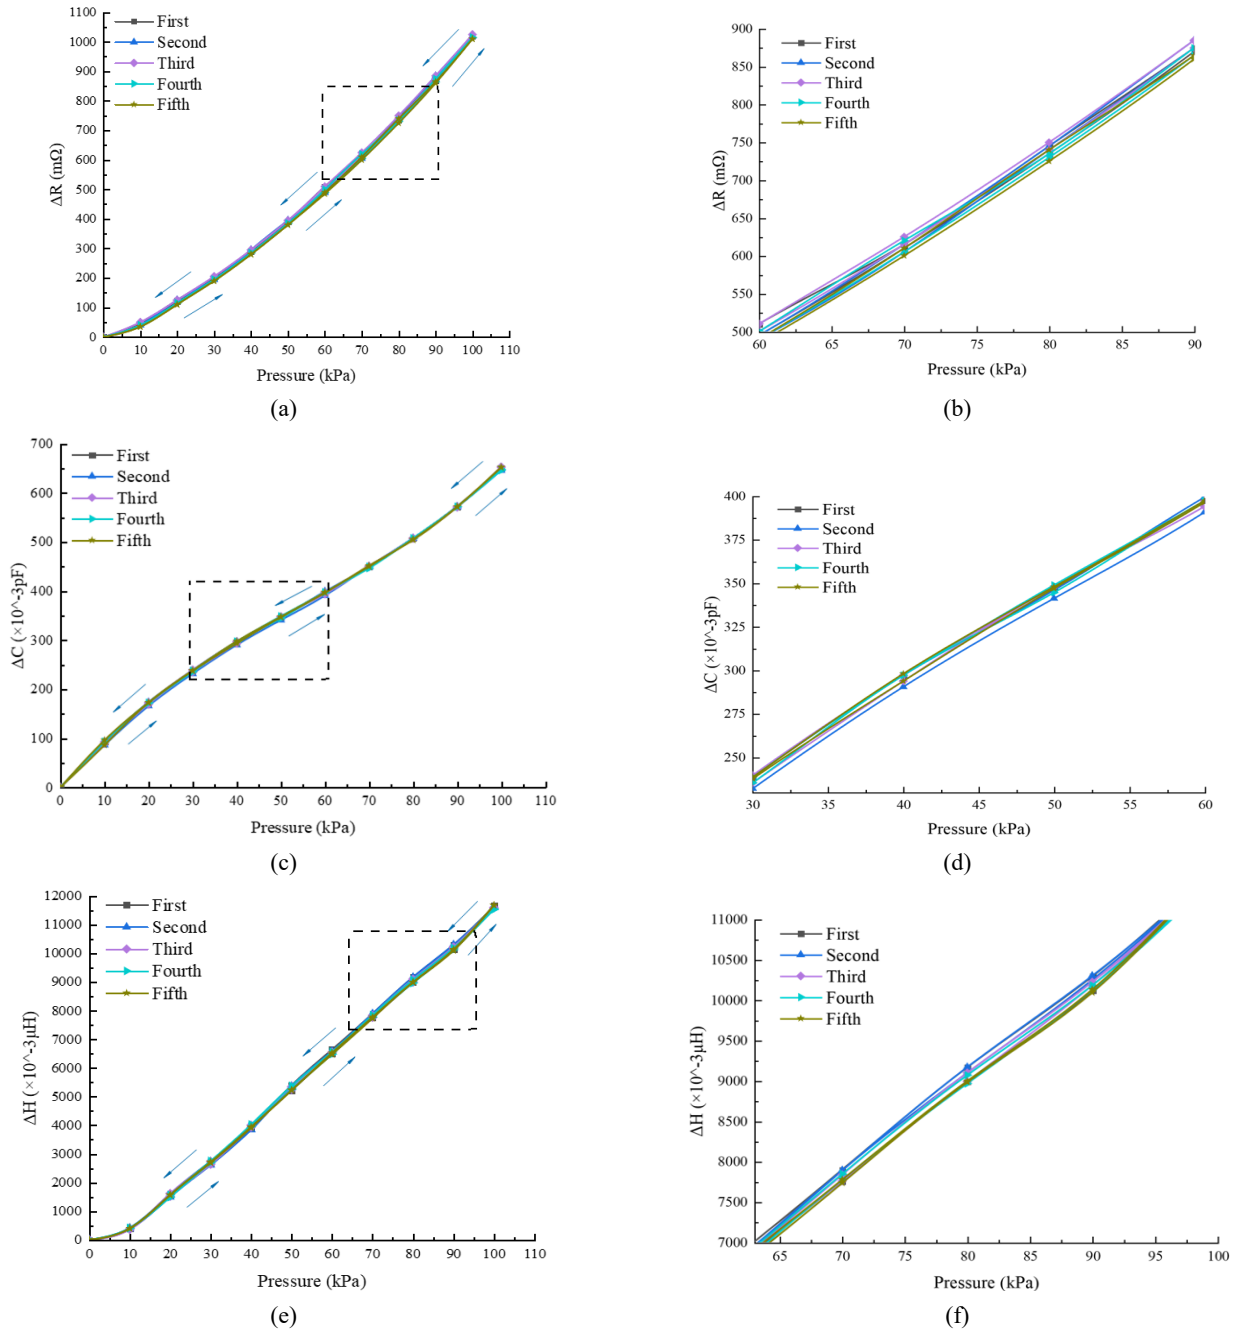 First
Second
Third
Fourth
Fifth
1100
1000
900
800
700
600
500
400
300
200
100
0
ΔR (mΩ)
0 10 20 30 40 50 60 70 80 90 100 110
Pressure (kPa)
(a)
First
Second
Third
Fourth
Fifth
900
850
800
750
700
650
600
550
500
ΔR (mΩ)
60 65 70 75 80 85 90
Pressure (kPa)
(b)
First
Second
Third
Fourth
Fifth
700
600
500
400
300
200
100
0
ΔC (×10^-3pF)
0 10 20 30 40 50 60 70 80 90 100 110
Pressure (kPa)
(c)
First
Second
Third
Fourth
Fifth
400
375
350
325
300
275
250
ΔC (×10^-3pF)
30 35 40 45 50 55 60
Pressure (kPa)
(d)
First
Second
Third
Fourth
Fifth
12000
11000
10000
9000
8000
7000
6000
5000
4000
3000
2000
1000
0
ΔH (×10^-3μH)
0 10 20 30 40 50 60 70 80 90 100 110
Pressure (kPa)
(e)
First
Second
Third
Fourth
Fifth
11000
10500
10000
9500
9000
8500
8000
7500
7000
ΔH (×10^-3μH)
65 70 75 80 85 90 95 100
Pressure (kPa)
(f)